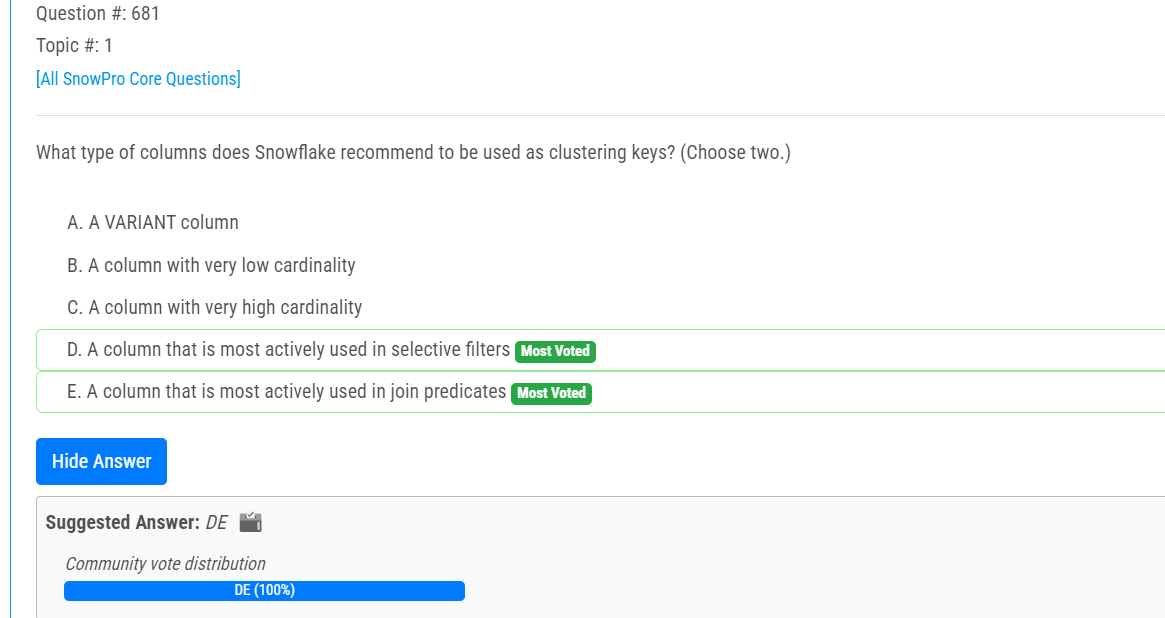 Question #: 681
Topic #: 1
[All SnowPro Core Questions]
What type of columns does Snowflake recommend to be used as clustering keys? (Choose two.)
A. A VARIANT column
B. A column with very low cardinality
C. A column with very high cardinality
D. A column that is most actively used in selective filters Most Voted
E. A column that is most actively used in join predicates Most Voted
Hide Answer
Suggested Answer: DE
Community vote distribution
DE (100%)